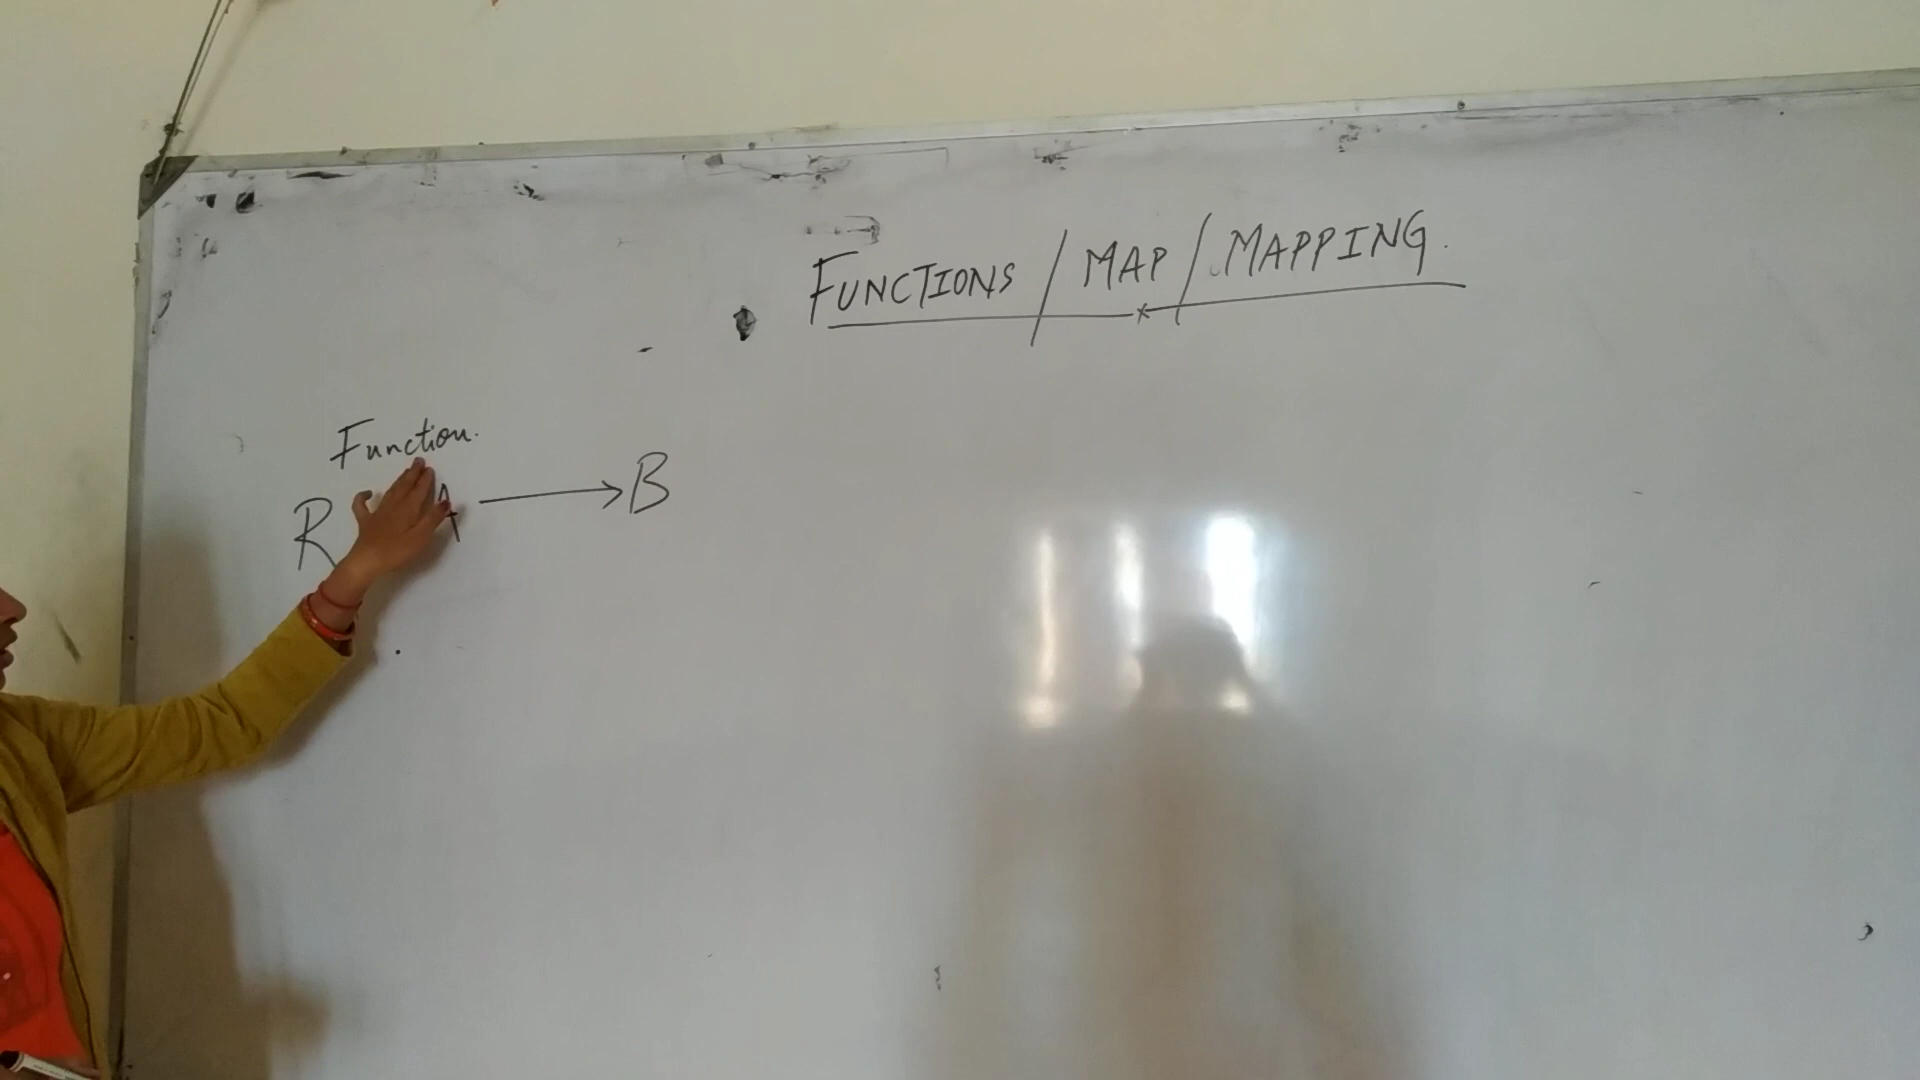 FUNCTIONS / MAP / MAPPING.
Function.
R A → B